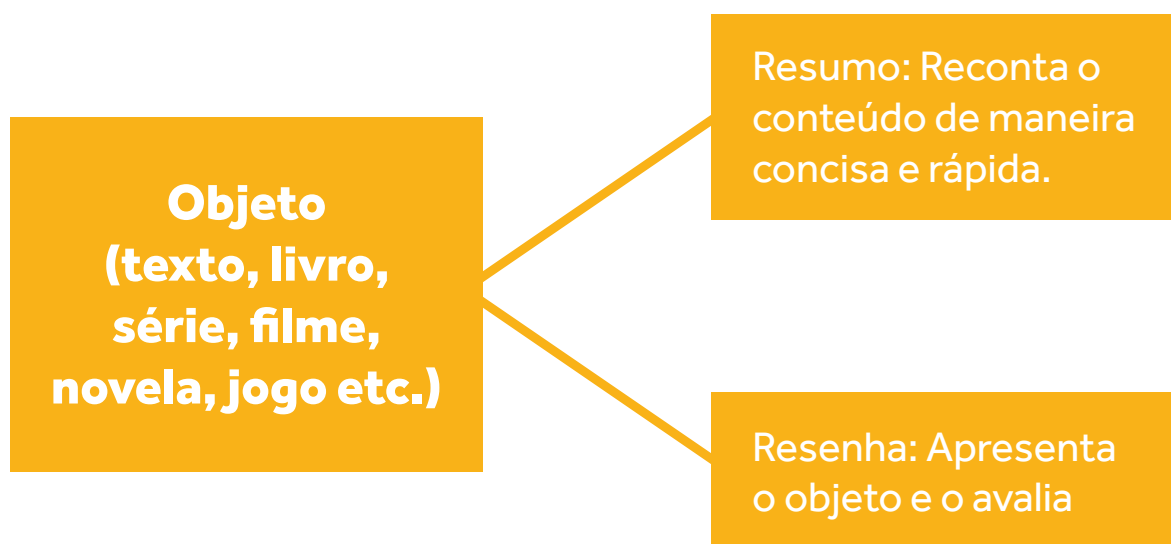 Objeto
(texto, livro,
série, filme,
novela, jogo etc.)
Resumo: Reconta o
conteúdo de maneira
concisa e rápida.
Resenha: Apresenta
o objeto e o avalia